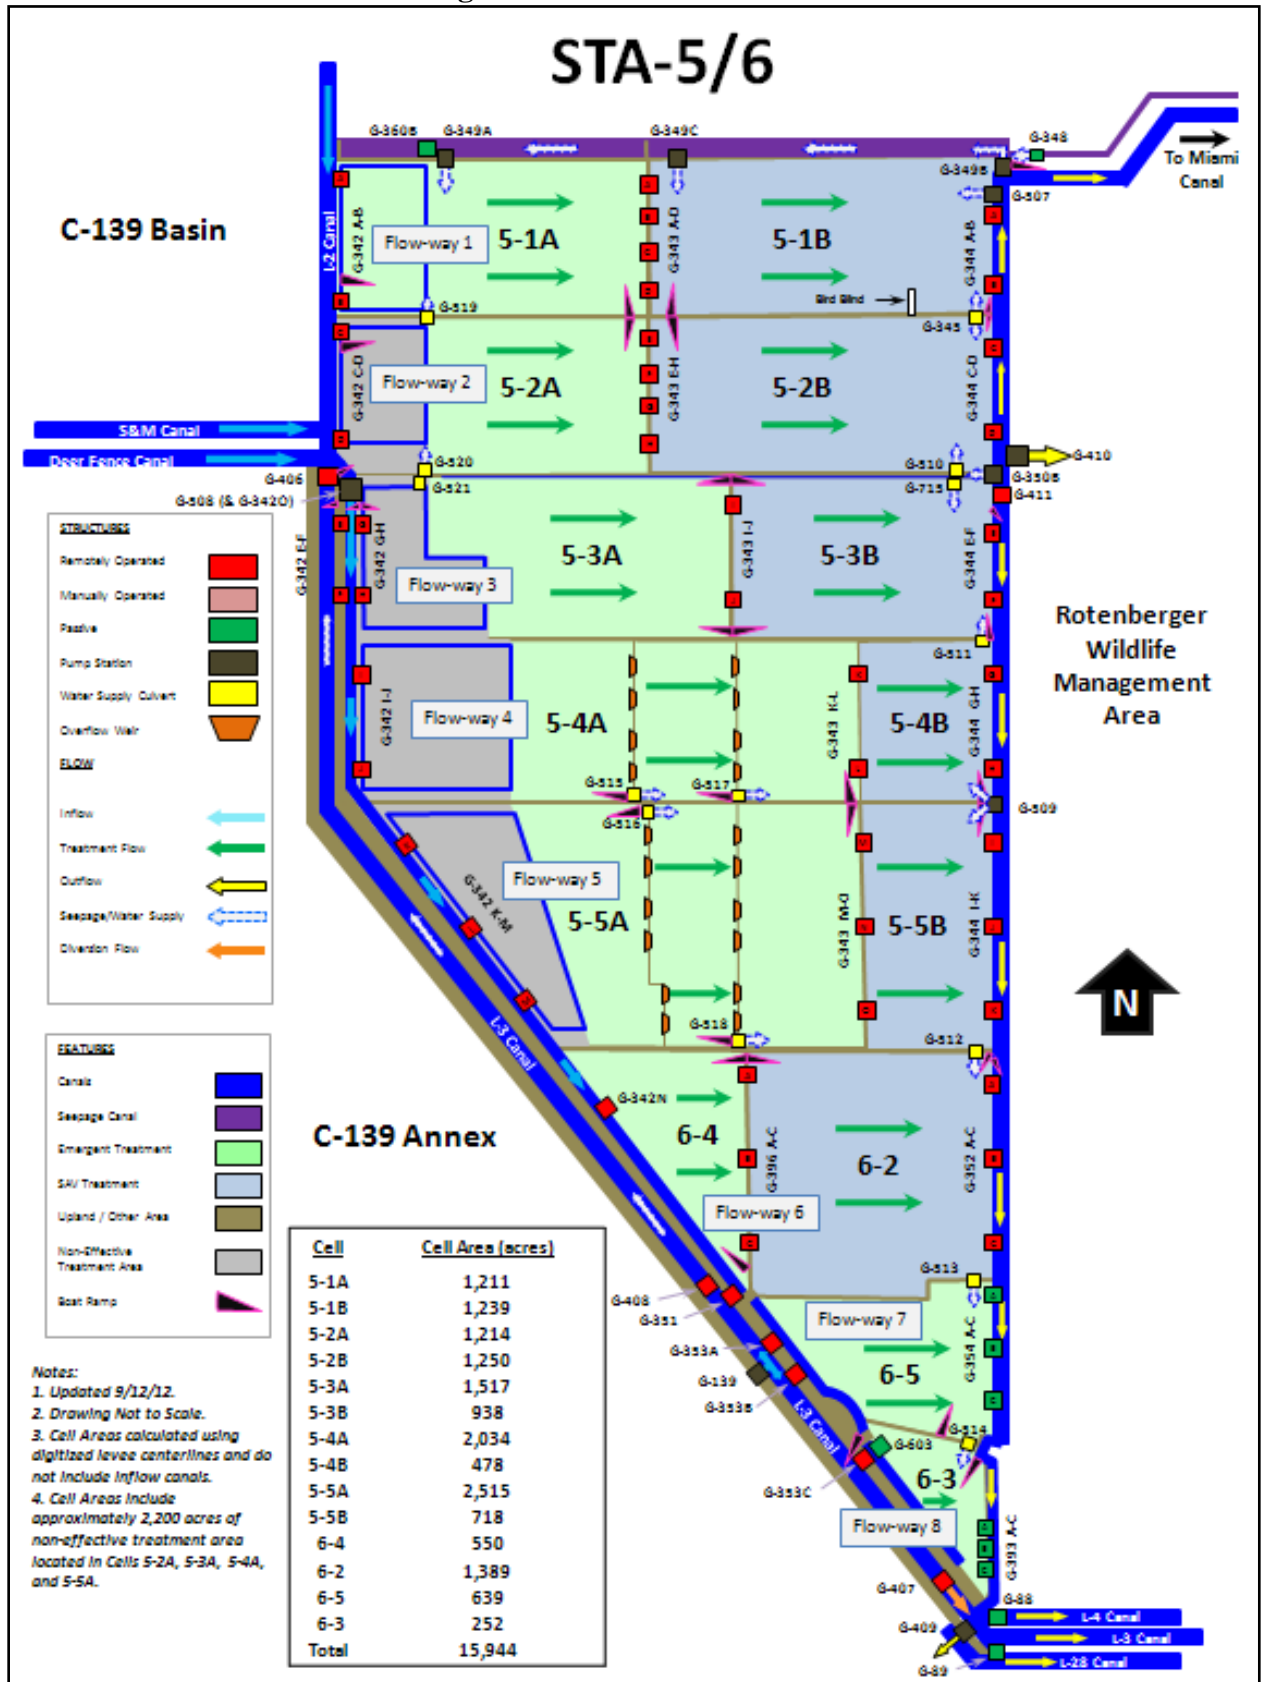 STA-5/6
G-360B
G-349A
G-349C
G-348
To Miami
Canal
G-349B
G-507
C-139 Basin
L-2 Canal
G-342 A-B
Flow-way 1
5-1A
G-343 A-D
5-1B
G-344 A-B
Bird Blind
G-519
G-345
G-342 C-D
Flow-way 2
5-2A
G-343 E-H
5-2B
G-344 C-D
S&M Canal
Deer Fence Canal
G-520
G-510
G-410
G-406
G-521
G-715
G-350B
G-411
G-508 (& G-342O)
STRUCTURES
Remotely Operated
Manually Operated
Passive
Pump Station
Water Supply Culvert
Overflow Weir
FLOW
Inflow
Treatment Flow
Outflow
Seepage/Water Supply
Diversion Flow
G-342 E-F
G-342 G-H
Flow-way 3
5-3A
G-343 I-J
5-3B
G-344 E-F
G-511
Rotenberger
Wildlife
Management
Area
G-342 I-J
Flow-way 4
5-4A
G-343 K-L
5-4B
G-344 G-H
G-515
G-517
G-509
G-516
Flow-way 5
G-342 K-M
5-5A
G-343 M-O
5-5B
G-344 I-K
N
L-3 Canal
G-518
G-512
FEATURES
Canals
Seepage Canal
Emergent Treatment
SAV Treatment
Upland / Other Area
Non-Effective
Treatment Area
Boat Ramp
G-342N
C-139 Annex
6-4
G-396 A-C
6-2
G-352 A-C
Flow-way 6
G-513
G-408
G-351
Flow-way 7
G-353A
G-354 A-C
6-5
G-139
G-353B
L-3 Canal
G-514
G-603
6-3
G-353C
Flow-way 8
G-393 A-C
G-407
G-88
L-4 Canal
G-409
L-3 Canal
G-89
L-28 Canal
Cell Cell Area (acres)
5-1A 1,211
5-1B 1,239
5-2A 1,214
5-2B 1,250
5-3A 1,517
5-3B 938
5-4A 2,034
5-4B 478
5-5A 2,515
5-5B 718
6-4 550
6-2 1,389
6-5 639
6-3 252
Total 15,944
Notes:
1. Updated 9/12/12.
2. Drawing Not to Scale.
3. Cell Areas calculated using
digitized levee centerlines and do
not include inflow canals.
4. Cell Areas include
approximately 2,200 acres of
non-effective treatment area
located in Cells 5-2A, 5-3A, 5-4A,
and 5-5A.